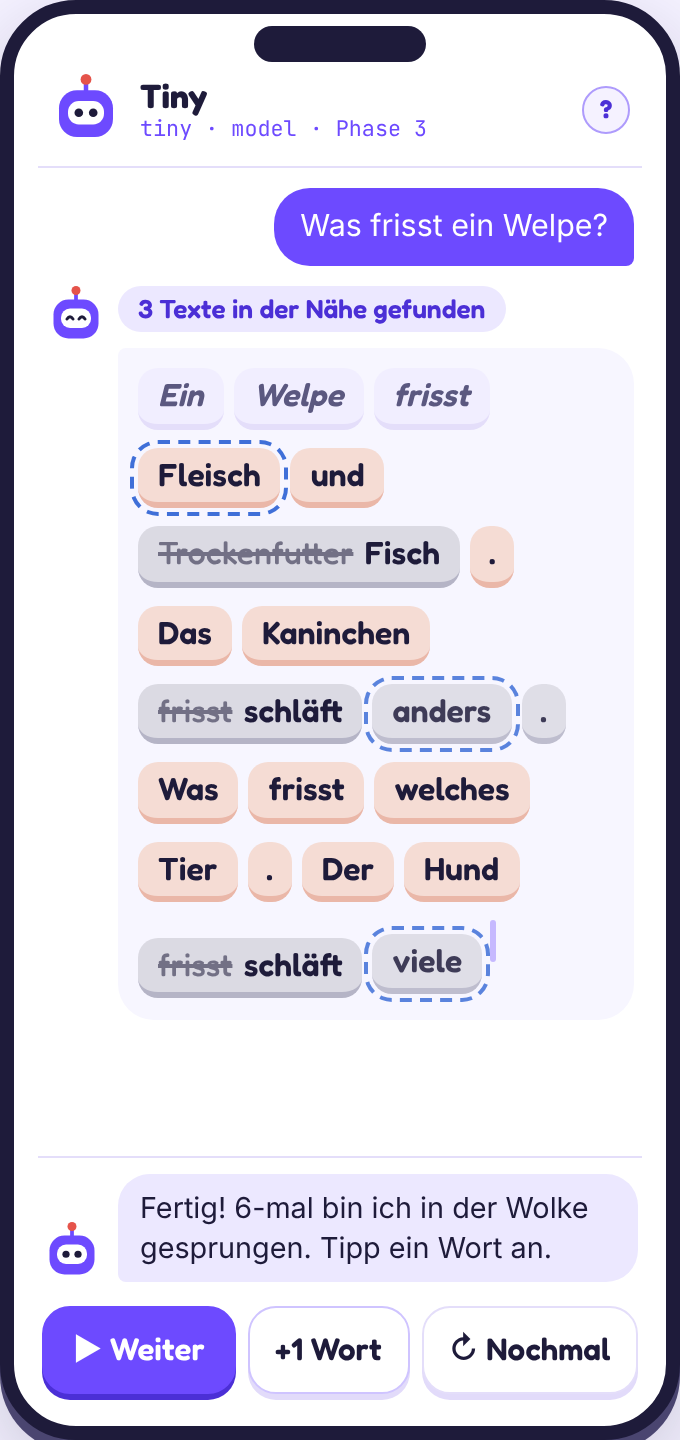 Tiny
tiny · model · Phase 3
?
Was frisst ein Welpe?
3 Texte in der Nähe gefunden
Ein Welpe frisst
Fleisch und
Trockenfutter Fisch .
Das Kaninchen
frisst schläft anders .
Was frisst welches
Tier . Der Hund
frisst schläft viele
Fertig! 6-mal bin ich in der Wolke
gesprungen. Tipp ein Wort an.
▶ Weiter +1 Wort ↻ Nochmal